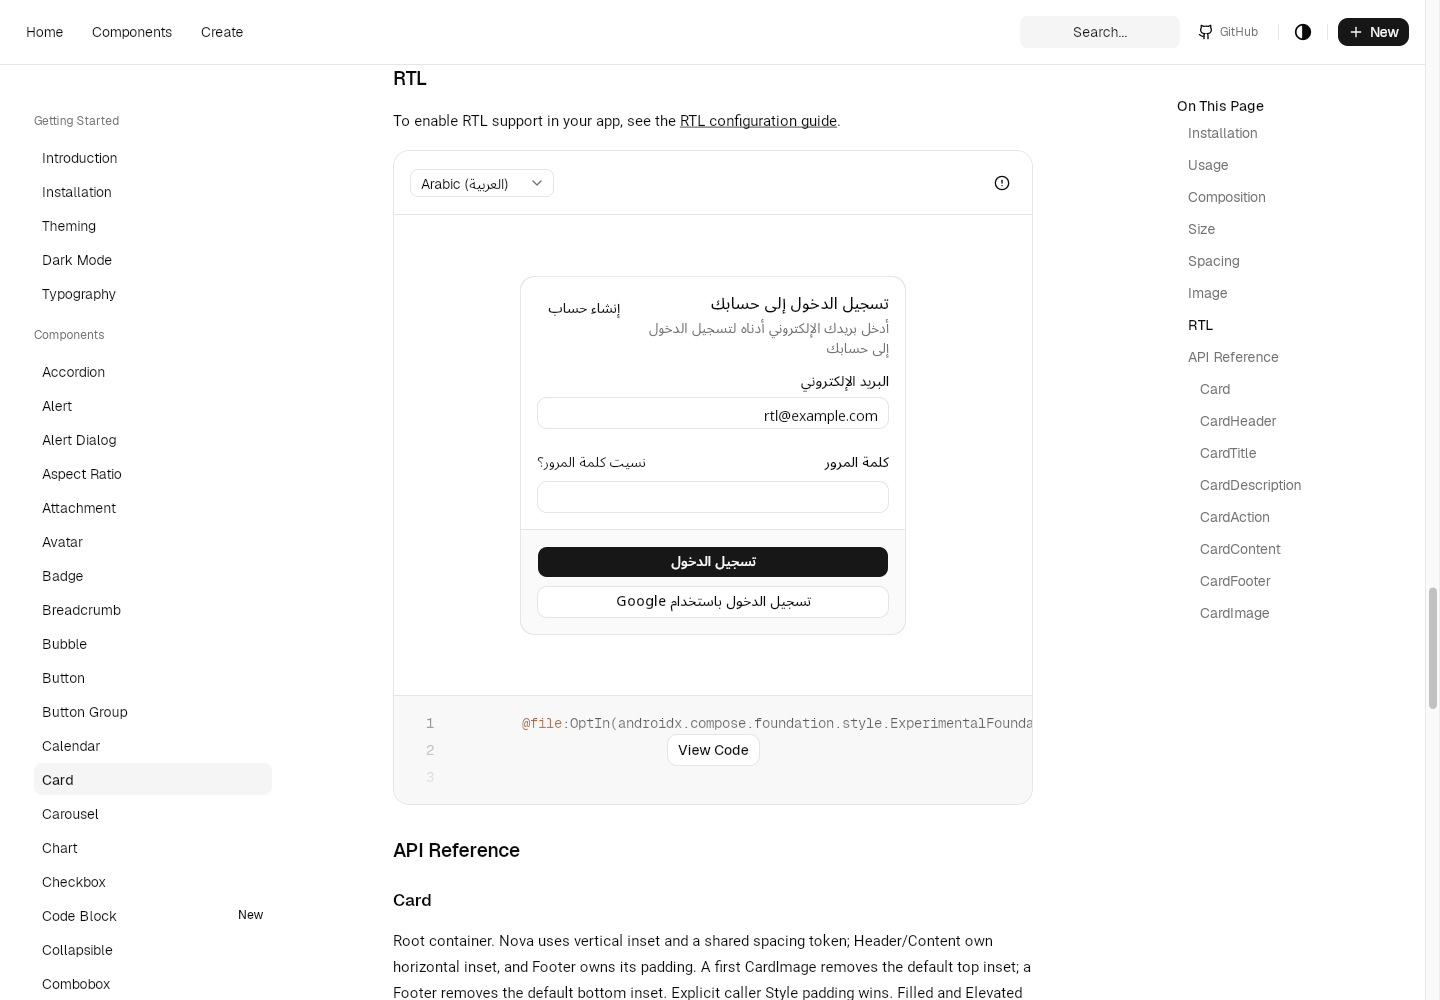 Home
Components
Create
Search...
GitHub
New
Getting Started
Introduction
Installation
Theming
Dark Mode
Typography
Components
Accordion
Alert
Alert Dialog
Aspect Ratio
Attachment
Avatar
Badge
Breadcrumb
Bubble
Button
Button Group
Calendar
Card
Carousel
Chart
Checkbox
Code Block
New
Collapsible
Combobox
RTL
To enable RTL support in your app, see the RTL configuration guide.
Arabic (العربية)
تسجيل الدخول إلى حسابك
إنشاء حساب
أدخل بريدك الإلكتروني أدناه لتسجيل الدخول
إلى حسابك
البريد الإلكتروني
rtl@example.com
كلمة المرور
نسيت كلمة المرور؟
تسجيل الدخول
تسجيل الدخول باستخدام Google
1 @file:OptIn(androidx.compose.foundation.style.ExperimentalFounda
2
View Code
3
API Reference
Card
Root container. Nova uses vertical inset and a shared spacing token; Header/Content own
horizontal inset, and Footer owns its padding. A first CardImage removes the default top inset; a
Footer removes the default bottom inset. Explicit caller Style padding wins. Filled and Elevated
On This Page
Installation
Usage
Composition
Size
Spacing
Image
RTL
API Reference
Card
CardHeader
CardTitle
CardDescription
CardAction
CardContent
CardFooter
CardImage